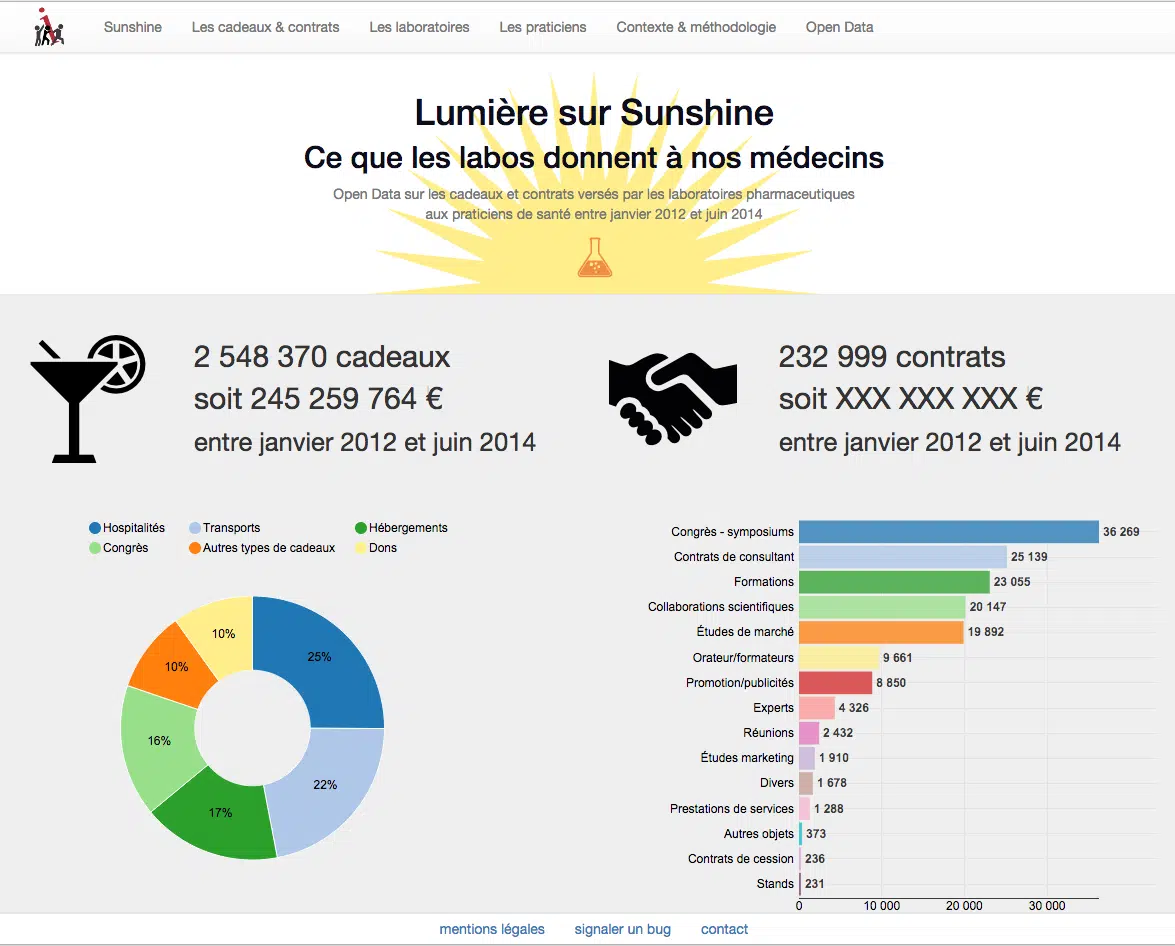 Sunshine Les cadeaux & contrats Les laboratoires Les praticiens Contexte & méthodologie Open Data
Lumière sur Sunshine
Ce que les labos donnent à nos médecins
Open Data sur les cadeaux et contrats versés par les laboratoires pharmaceutiques
aux praticiens de santé entre janvier 2012 et juin 2014
2 548 370 cadeaux
soit 245 259 764 €
entre janvier 2012 et juin 2014
232 999 contrats
soit XXX XXX XXX €
entre janvier 2012 et juin 2014
Hospitalités Transports Hébergements
Congrès Autres types de cadeaux Dons
25%
22%
17%
16%
10%
10%
Congrès - symposiums 36 269
Contrats de consultant 25 139
Formations 23 055
Collaborations scientifiques 20 147
Études de marché 19 892
Orateur/formateurs 9 661
Promotion/publicités 8 850
Experts 4 326
Réunions 2 432
Études marketing 1 910
Divers 1 678
Prestations de services 1 288
Autres objets 373
Contrats de cession 236
Stands 231
0 10 000 20 000 30 000
mentions légales signaler un bug contact